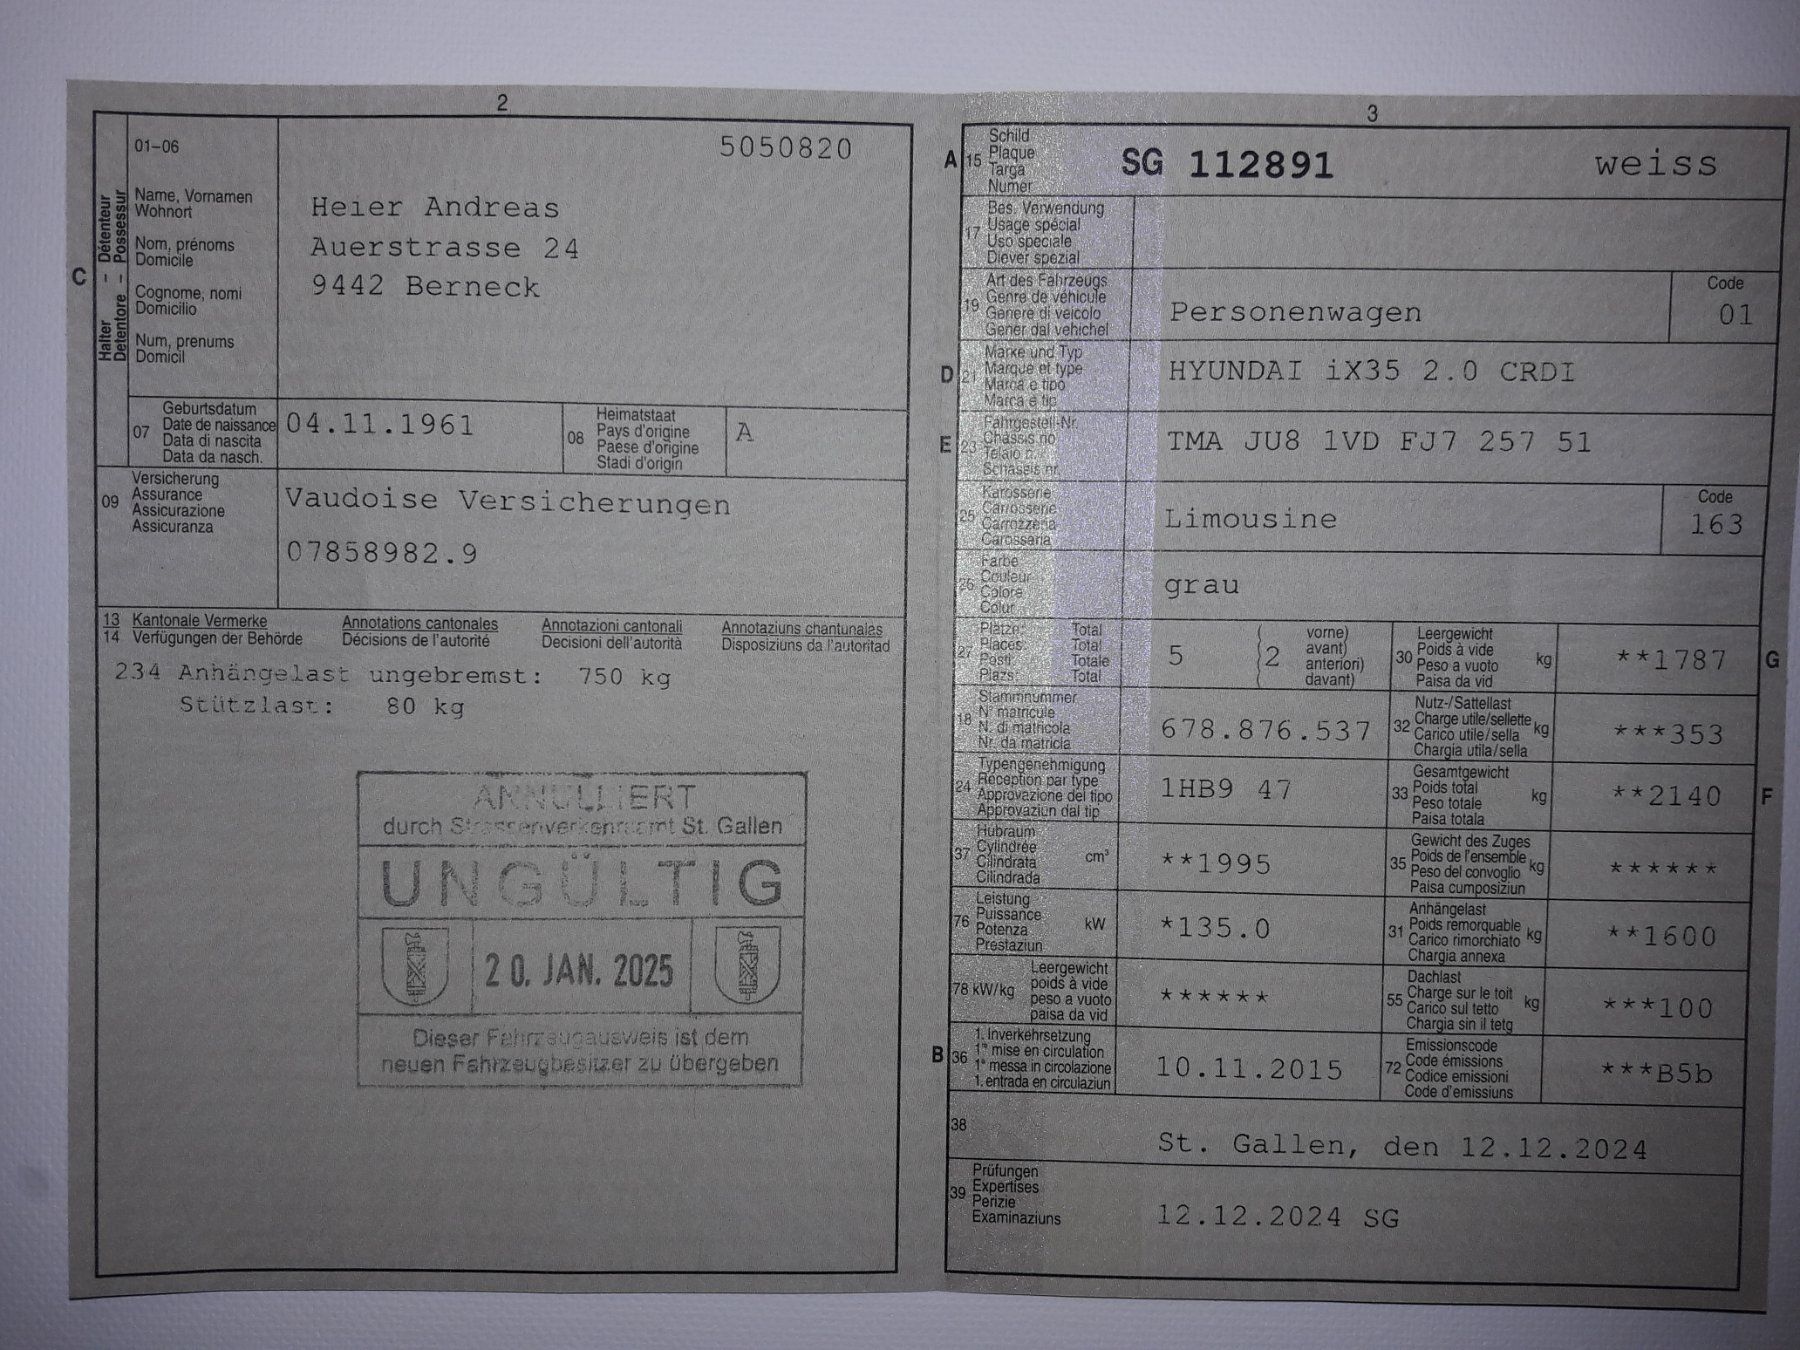 2
01-06
5050820
Halter - Détenteur
Detentore - Possessur
C
Name, Vornamen
Wohnort
Nom, prénoms
Domicile
Cognome, nomi
Domicilio
Num, prenums
Domicil
Heier Andreas
Auerstrasse 24
9442 Berneck
07
Geburtsdatum
Date de naissance
Data di nascita
Data da nasch.
04.11.1961
08
Heimatstaat
Pays d'origine
Paese d'origine
Stadi d'origin
A
09
Versicherung
Assurance
Assicurazione
Assicuranza
Vaudoise Versicherungen
07858982.9
13 Kantonale Vermerke Annotations cantonales Annotazioni cantonali Annotaziuns chantunales
14 Verfügungen der Behörde Décisions de l'autorité Decisioni dell'autorità Disposiziuns da l'autoritad
234 Anhängelast ungebremst: 750 kg
Stützlast: 80 kg
ANNULLIERT
durch Strassenverkehrsamt St. Gallen
UNGÜLTIG
20. JAN. 2025
Dieser Fahrzeugausweis ist dem
neuen Fahrzeugbesitzer zu übergeben
3
A
15
Schild
Plaque
Targa
Numer
SG 112891 weiss
17
Bes. Verwendung
Usage spécial
Uso speciale
Diever spezial
19
Art des Fahrzeugs
Genre de véhicule
Genere di veicolo
Gener dal vehichel
Personenwagen
Code
01
D
21
Marke und Typ
Marque et type
Marca e tipo
Marca e tip
HYUNDAI iX35 2.0 CRDI
E
23
Fahrgestell-Nr.
Châssis no
Telaio n.
Schassis nr.
TMA JU8 1VD FJ7 257 51
25
Karosserie
Carrosserie
Carrozzeria
Carossaria
Limousine
Code
163
26
Farbe
Couleur
Colore
Colur
grau
27
Plätze: Total
Places: Total
Posti: Totale
Plazs: Total
5
(2
vorne)
avant)
anteriori)
davant)
30
Leergewicht
Poids à vide
Peso a vuoto
Paisa da vid
kg
**1787
G
18
Stammnummer
N° matricule
N. di matricola
Nr. da matricla
678.876.537
32
Nutz-/Sattellast
Charge utile/sellette
Carico utile/sella
Chargia utila/sella
kg
***353
24
Typengenehmigung
Réception par type
Approvazione del tipo
Approvaziun dal tip
1HB9 47
33
Gesamtgewicht
Poids total
Peso totale
Paisa totala
kg
**2140
F
37
Hubraum
Cylindrée
Cilindrata
Cilindrada
cm³
**1995
35
Gewicht des Zuges
Poids de l'ensemble
Peso del convoglio
Paisa cumposiziun
kg
******
76
Leistung
Puissance
Potenza
Prestaziun
kW
*135.0
31
Anhängelast
Poids remorquable
Carico rimorchiato
Chargia annexa
kg
**1600
78 kW/kg
Leergewicht
poids à vide
peso a vuoto
paisa da vid
******
55
Dachlast
Charge sur le toit
Carico sul tetto
Chargia sin il tetg
kg
***100
B
36
1. Inverkehrsetzung
1re mise en circulation
1a messa in circolazione
1. entrada en circulaziun
10.11.2015
72
Emissionscode
Code émissions
Codice emissioni
Code d'emissiuns
***B5b
38
St. Gallen, den 12.12.2024
39
Prüfungen
Expertises
Perizie
Examinaziuns
12.12.2024 SG